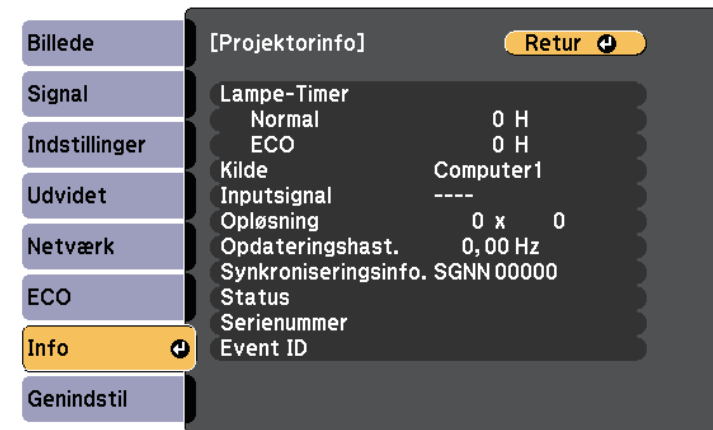 Billede
Signal
Indstillinger
Udvidet
Netværk
ECO
Info
Genindstil
[Projektorinfo] Retur
Lampe-Timer
Normal 0 H
ECO 0 H
Kilde Computer1
Inputsignal ----
Opløsning 0 x 0
Opdateringshast. 0,00 Hz
Synkroniseringsinfo. SGNN 00000
Status
Serienummer
Event ID